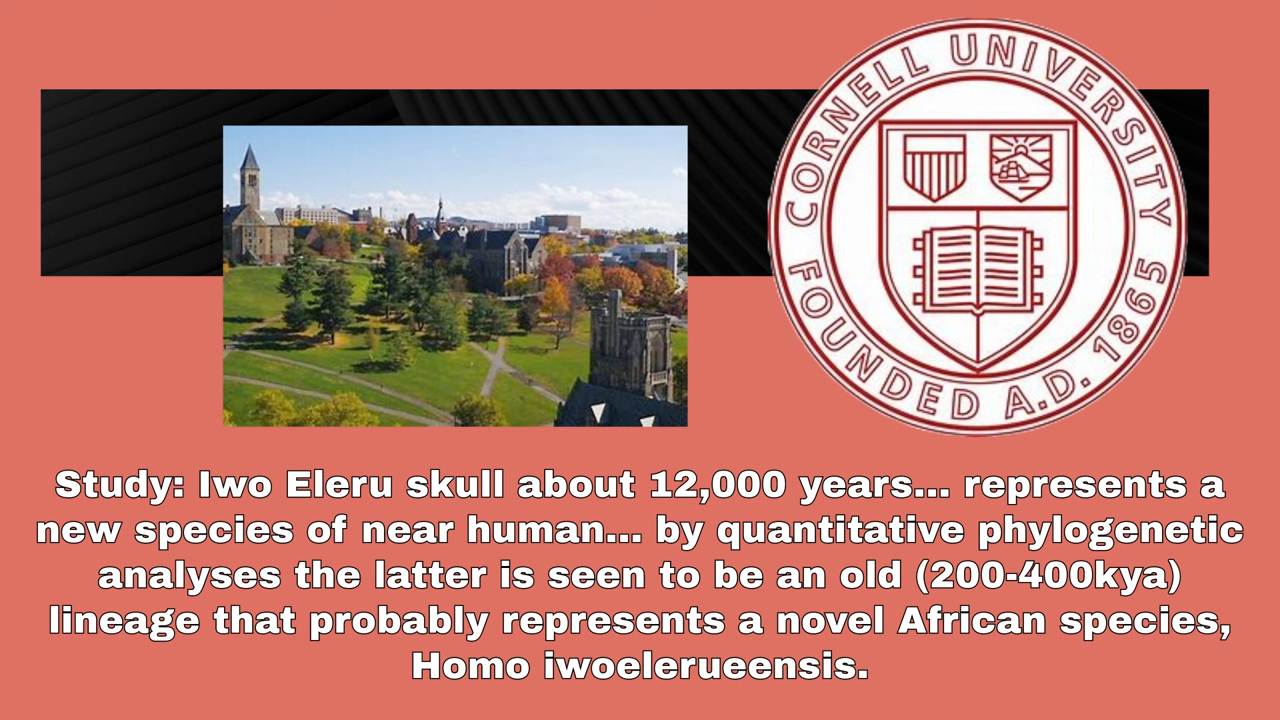 CORNELL UNIVERSITY
FOUNDED A.D. 1865
Study: Iwo Eleru skull about 12,000 years... represents a
new species of near human... by quantitative phylogenetic
analyses the latter is seen to be an old (200-400kya)
lineage that probably represents a novel African species,
Homo iwoelerueensis.